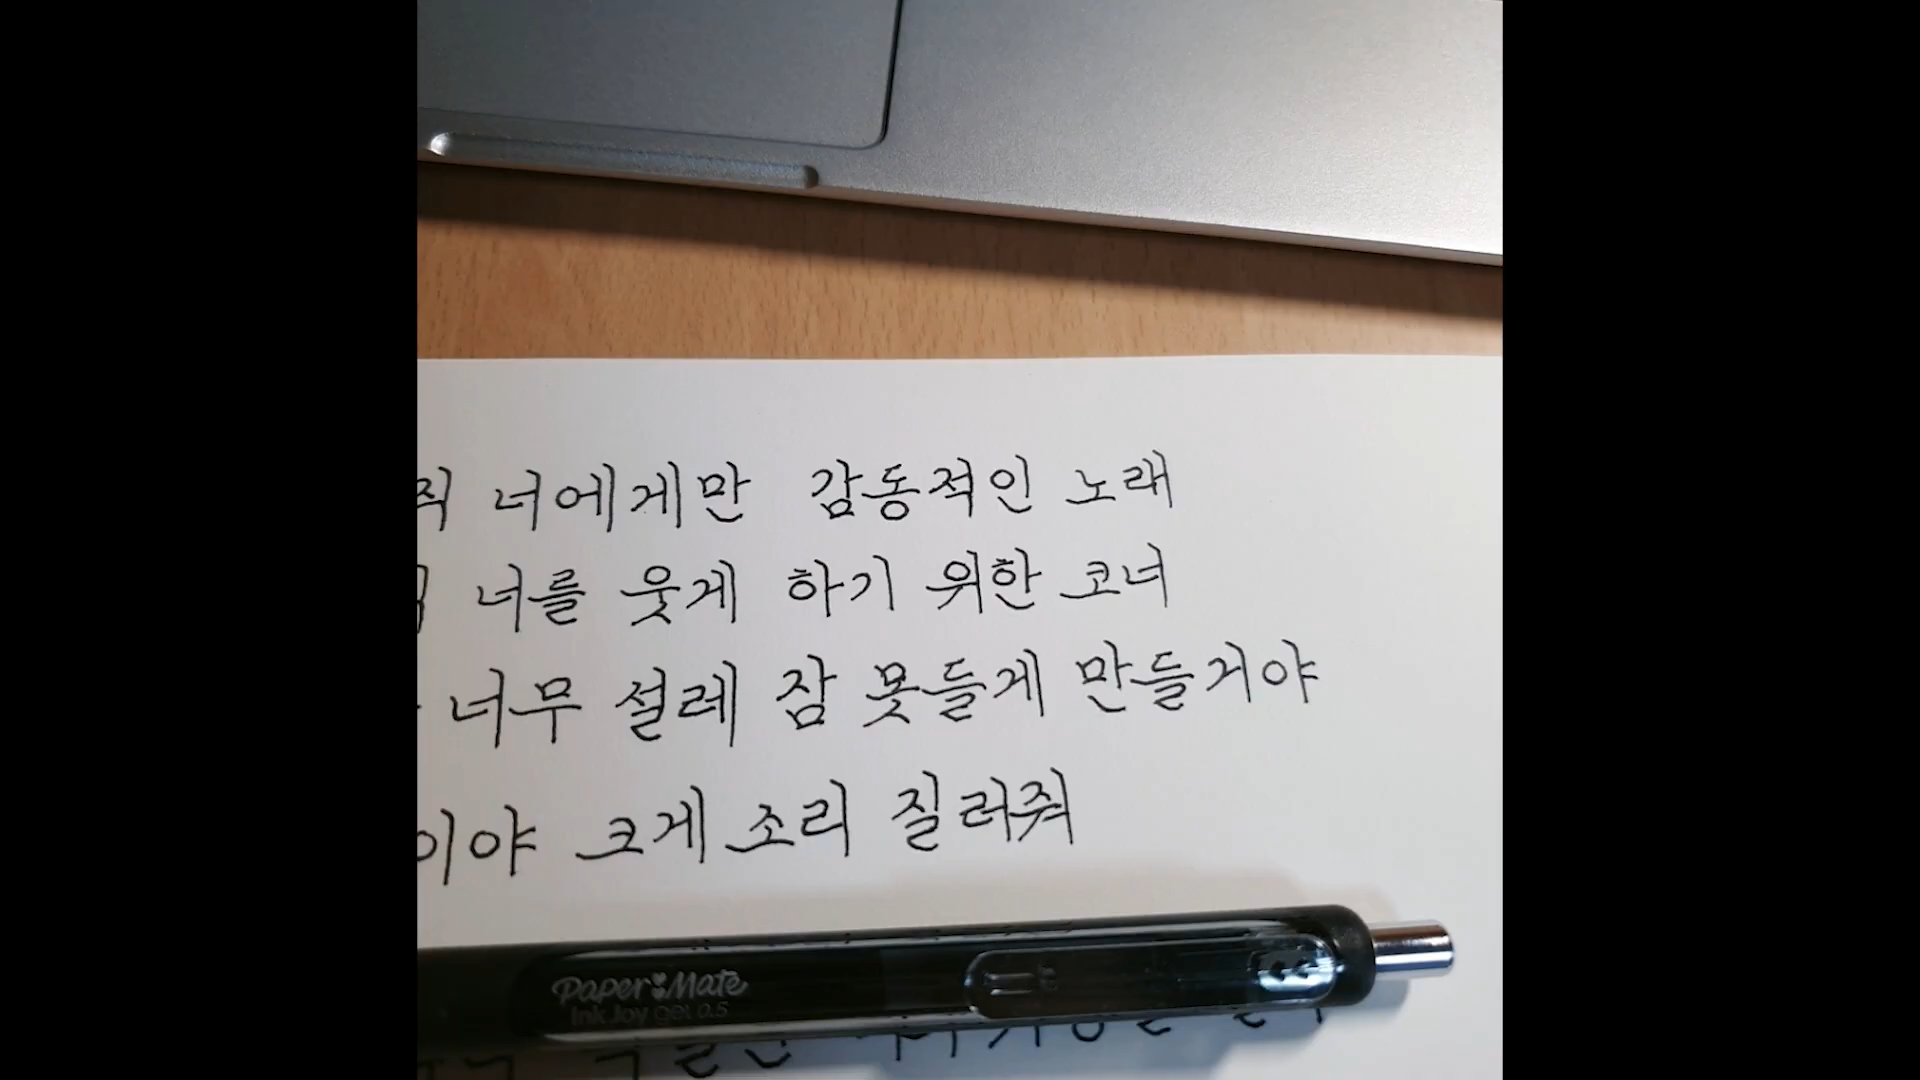 너에게만 감동적인 노래
너를 웃게 하기 위한 코너
너무 설레 잠 못들게 만들거야
이야 크게 소리 질러줘
PAPER MATE
InkJoy gel 0.5